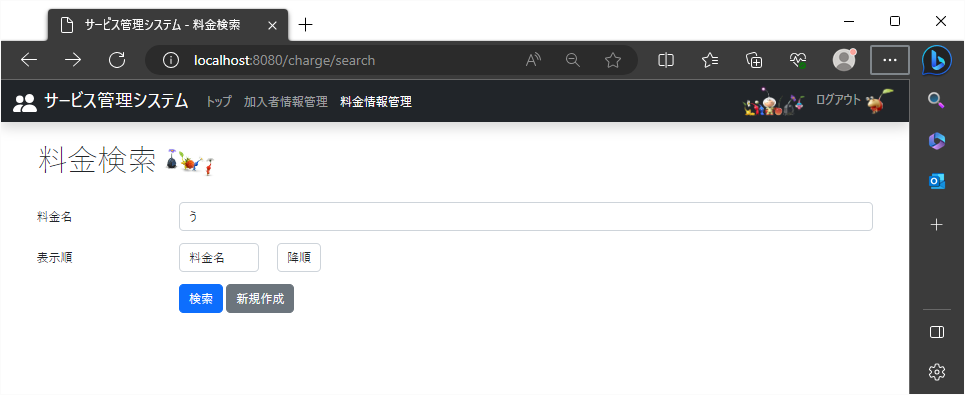 サービス管理システム - 料金検索
localhost:8080/charge/search
サービス管理システム トップ 加入者情報管理 料金情報管理 ログアウト
料金検索
料金名 う
表示順 料金名 降順
検索 新規作成